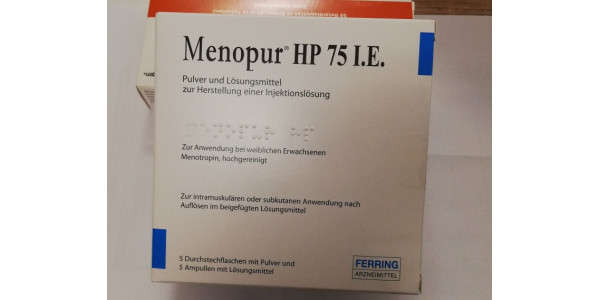 Menopur® HP 75 I.E.
Pulver und Lösungsmittel
zur Herstellung einer Injektionslösung
Zur Anwendung bei weiblichen Erwachsenen
Menotropin, hochgereinigt
Zur intramuskulären oder subkutanen Anwendung nach
Auflösen im beigefügten Lösungsmittel
5 Durchstechflaschen mit Pulver und
5 Ampullen mit Lösungsmittel
FERRING
ARZNEIMITTEL